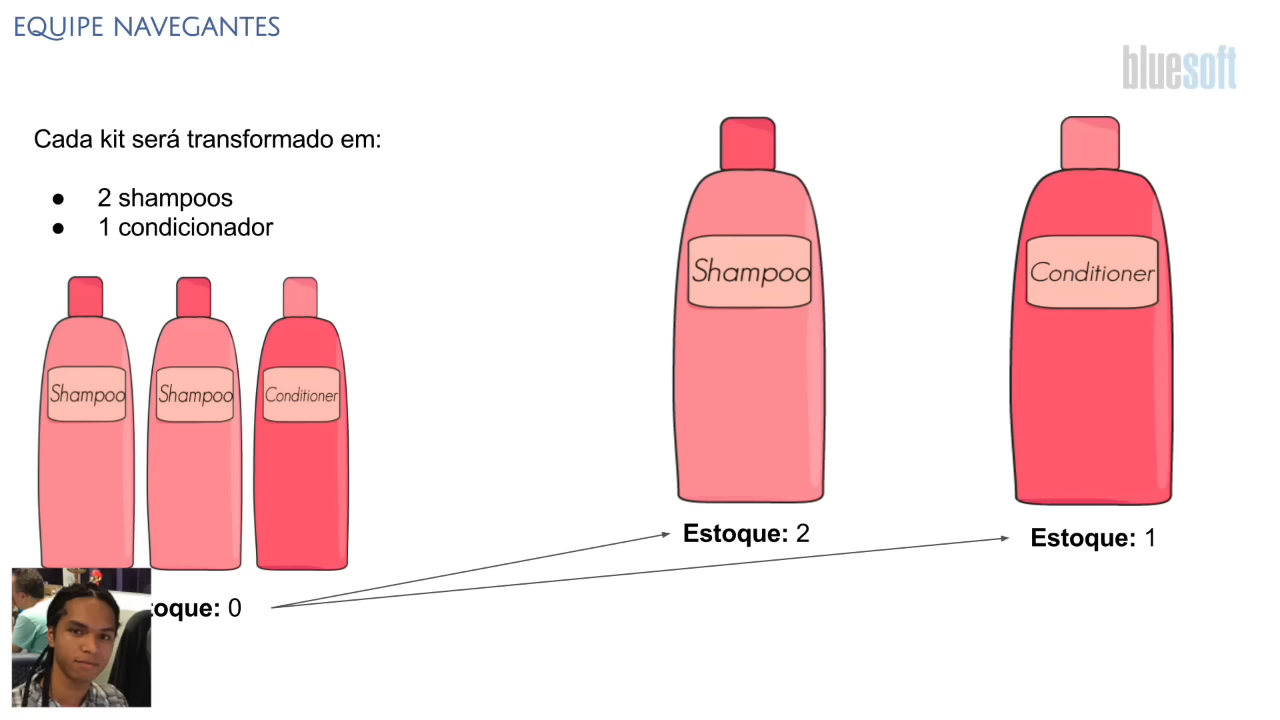 EQUIPE NAVEGANTES
bluesoft
Cada kit será transformado em:
● 2 shampoos
● 1 condicionador
Shampoo
Conditioner
Shampoo
Shampoo
Conditioner
Estoque: 2
Estoque: 1
toque: 0